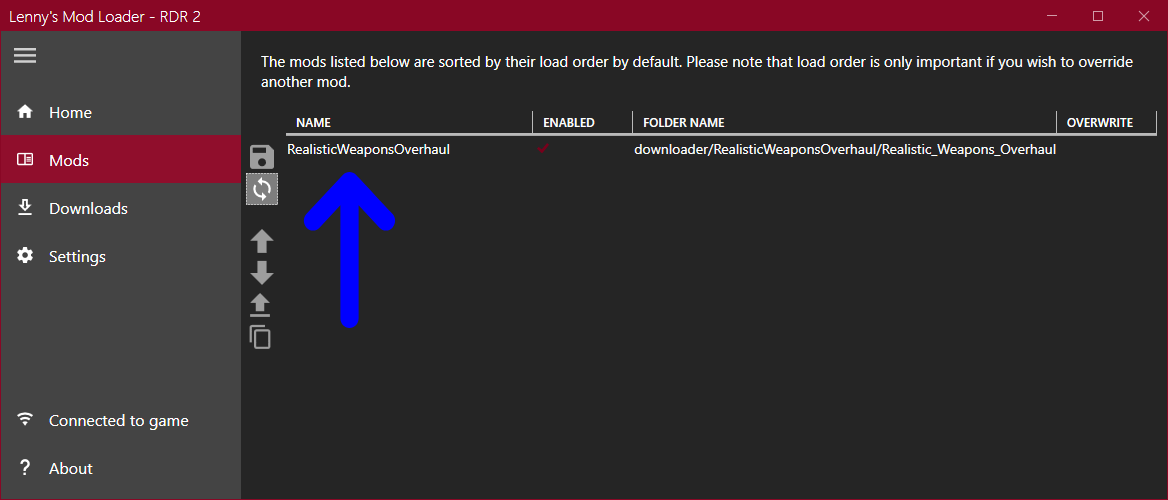 Lenny's Mod Loader - RDR 2
Home
Mods
Downloads
Settings
Connected to game
About
The mods listed below are sorted by their load order by default. Please note that load order is only important if you wish to override
another mod.
NAME ENABLED FOLDER NAME OVERWRITE
RealisticWeaponsOverhaul downloader/RealisticWeaponsOverhaul/Realistic_Weapons_Overhaul